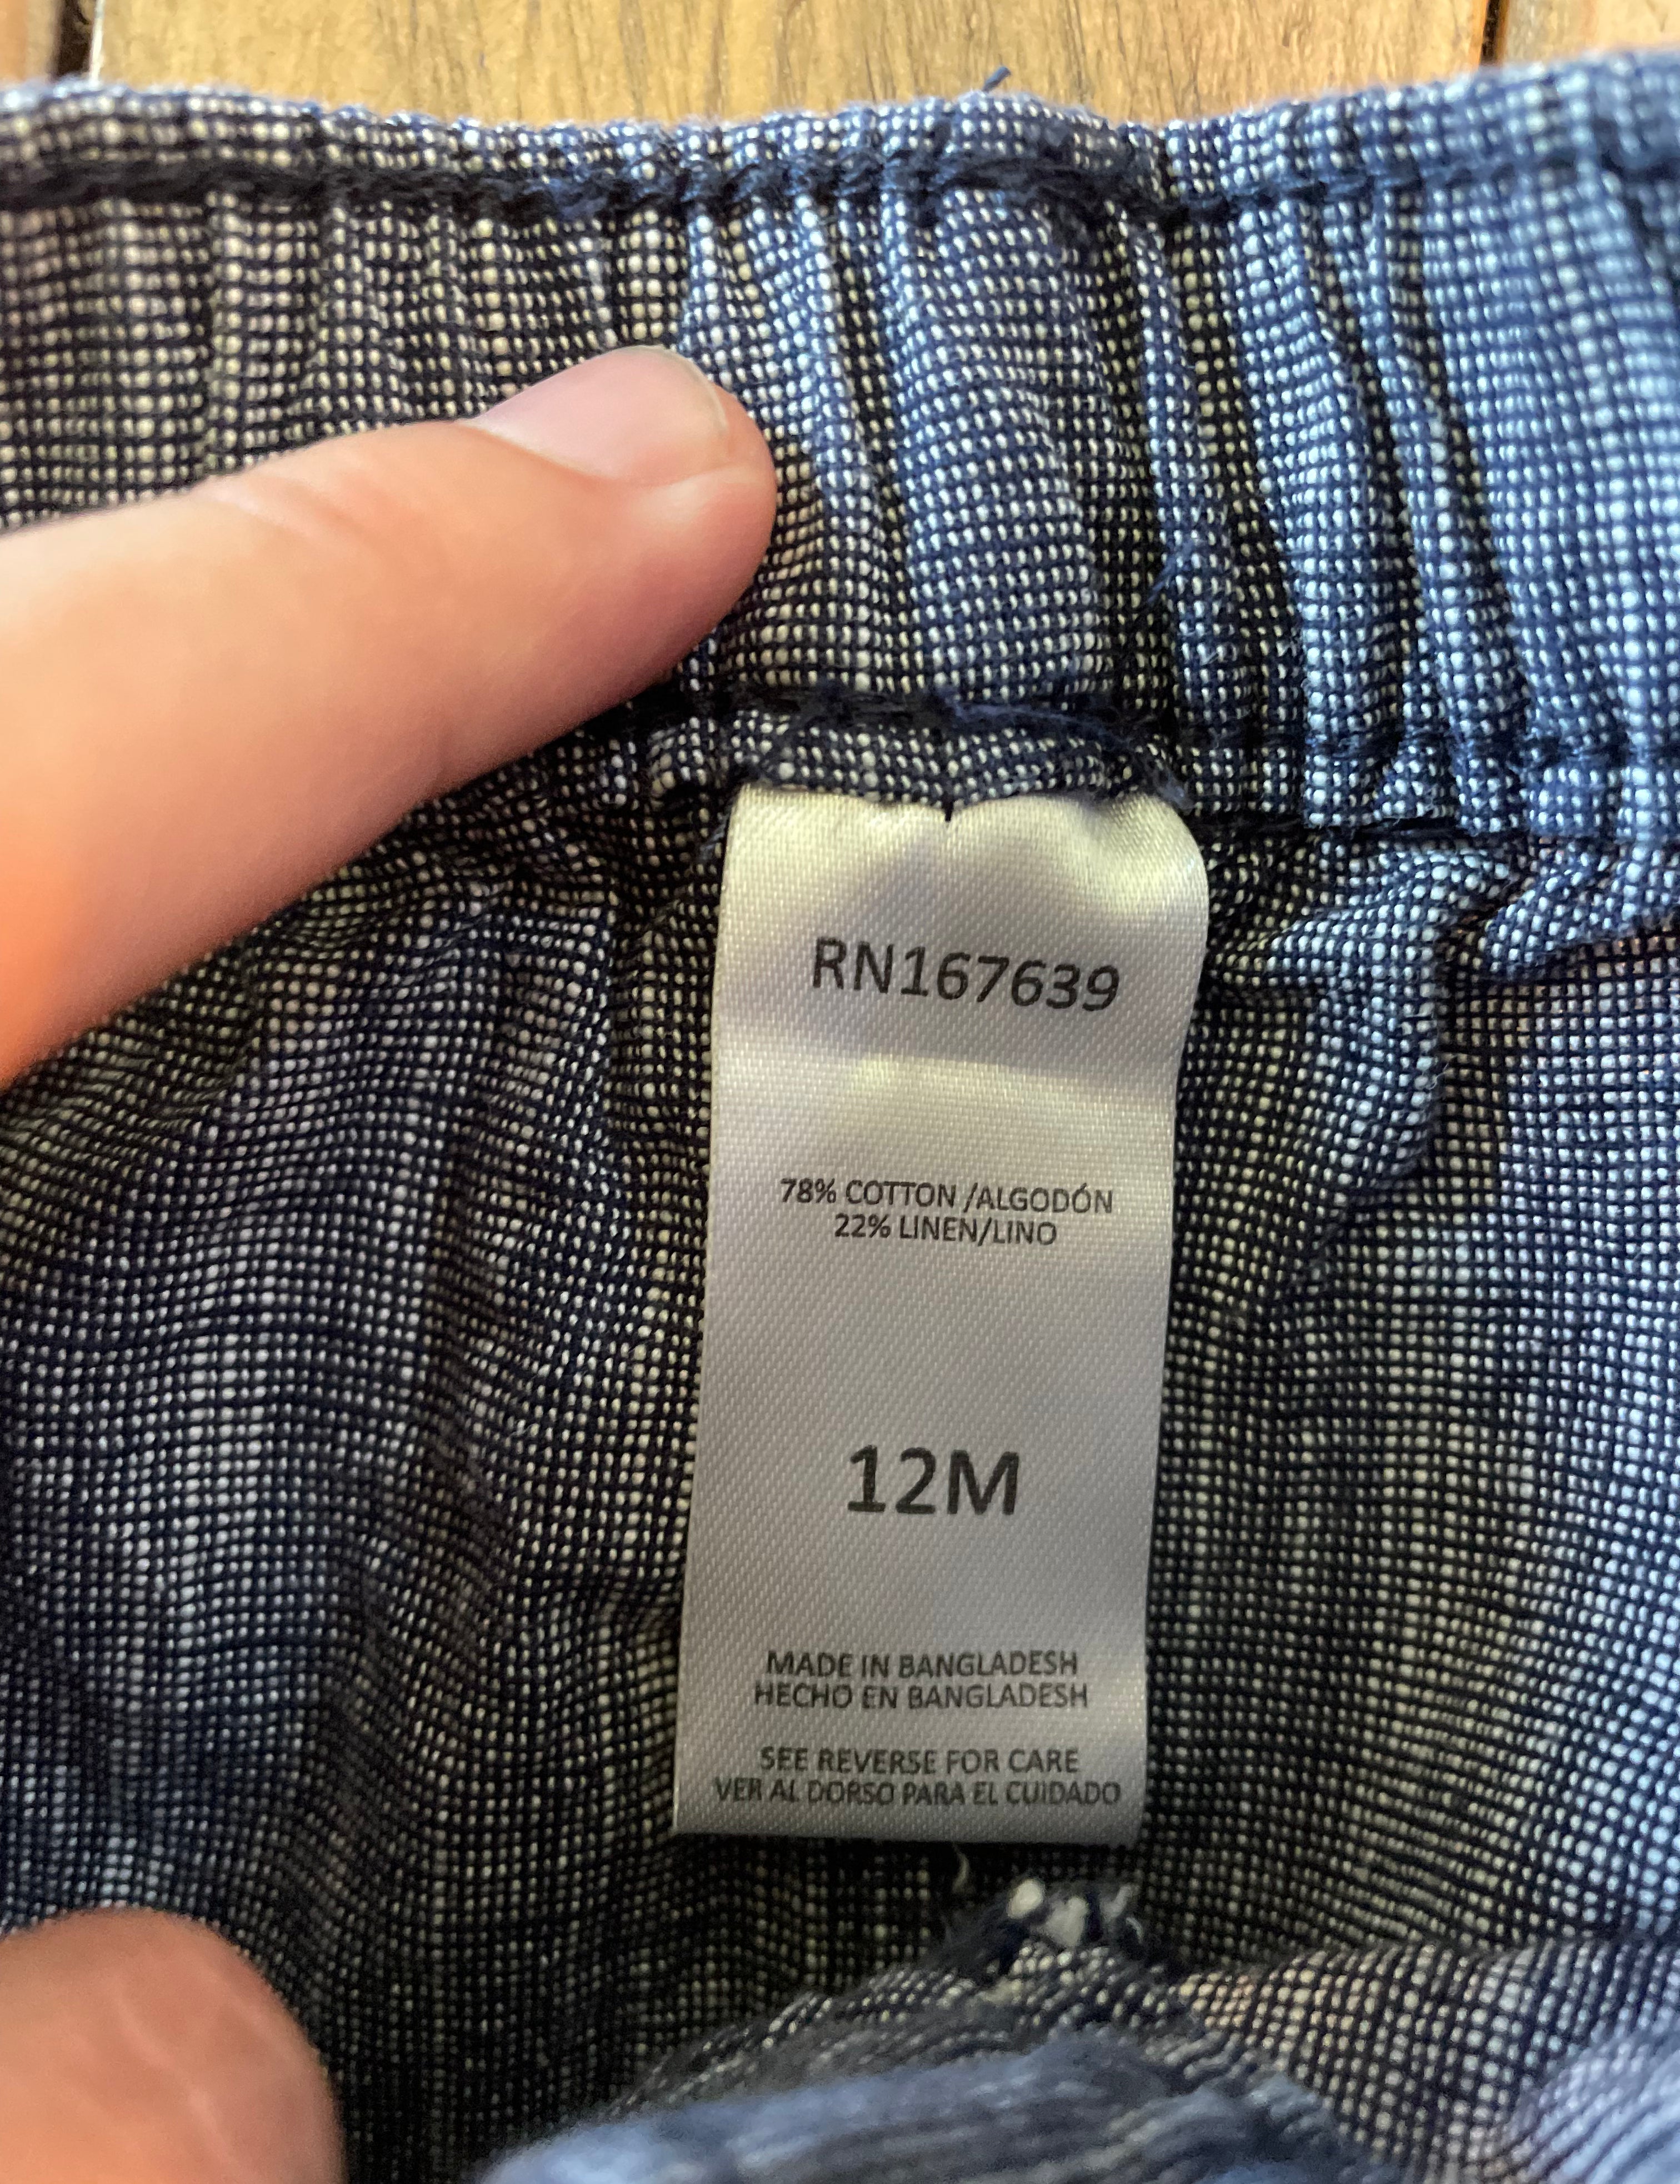 RN167639
78% COTTON /ALGODÓN
22% LINEN/LINO
12M
MADE IN BANGLADESH
HECHO EN BANGLADESH
SEE REVERSE FOR CARE
VER AL DORSO PARA EL CUIDADO